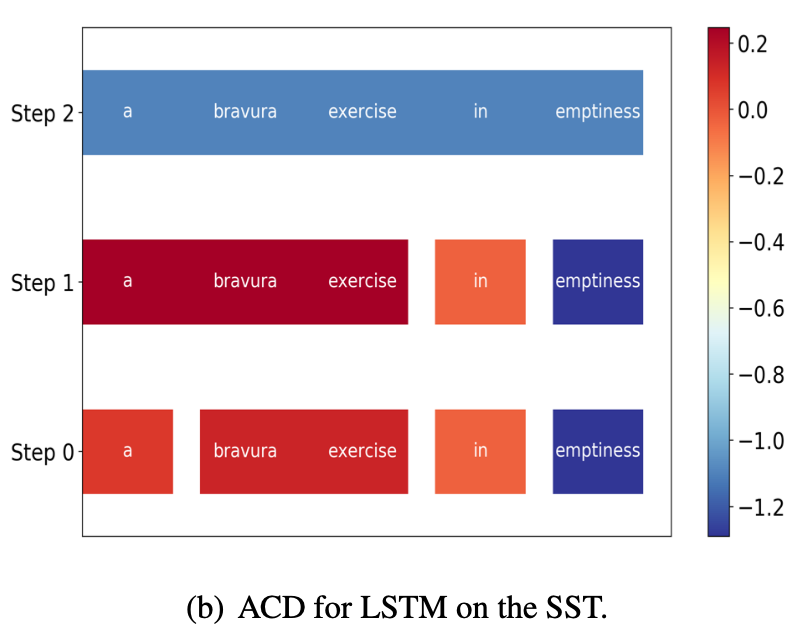 Step 2 a bravura exercise in emptiness
Step 1 a bravura exercise in emptiness
Step 0 a bravura exercise in emptiness
0.2
0.0
−0.2
−0.4
−0.6
−0.8
−1.0
−1.2
(b) ACD for LSTM on the SST.